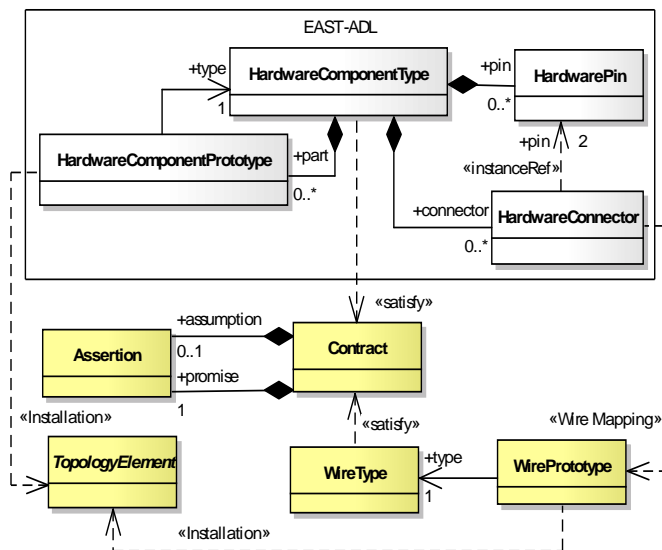 EAST-ADL
+type
HardwareComponentType
+pin
HardwarePin
1
0..*
+pin
2
HardwareComponentPrototype
+part
«instanceRef»
0..*
+connector
HardwareConnector
0..*
«satisfy»
+assumption
Assertion
0..1
Contract
+promise
1
«Installation»
«satisfy»
«Wire Mapping»
TopologyElement
WireType
+type
WirePrototype
1
«Installation»